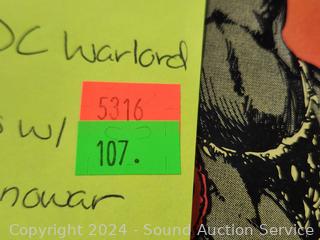 DC Warlord
5316
w/
107.
nowar
Copyright 2024 - Sound Auction Service